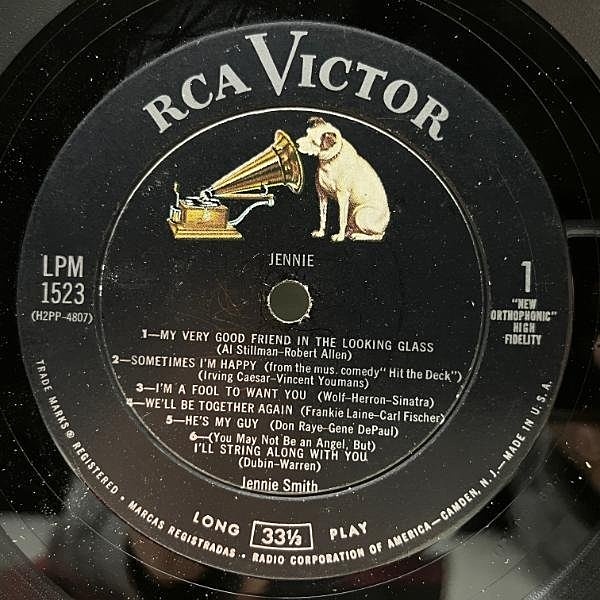 RCA VICTOR
JENNIE
LPM
1523
(H2PP-4807)
1
"NEW
ORTHOPHONIC"
HIGH
FIDELITY
1—MY VERY GOOD FRIEND IN THE LOOKING GLASS
(Al Stillman-Robert Allen)
2—SOMETIMES I'M HAPPY (from the mus. comedy "Hit the Deck")
(Irving Caesar-Vincent Youmans)
3—I'M A FOOL TO WANT YOU (Wolf-Herron-Sinatra)
4—WE'LL BE TOGETHER AGAIN (Frankie Laine-Carl Fischer)
5—HE'S MY GUY (Don Raye-Gene DePaul)
6—(You May Not Be an Angel, But)
I'LL STRING ALONG WITH YOU
(Dubin-Warren)
Jennie Smith
LONG 33⅓ PLAY
TRADE MARKS ® REGISTERED • MARCAS REGISTRADAS • RADIO CORPORATION OF AMERICA—CAMDEN, N.J.—MADE IN U.S.A.